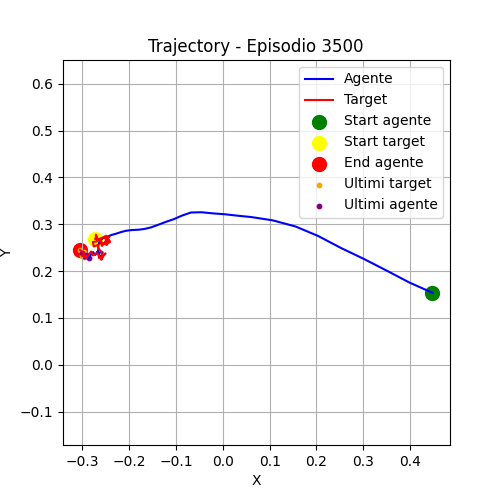 Trajectory - Episodio 3500
Agente
Target
Start agente
Start target
End agente
Ultimi target
Ultimi agente
0.6
0.5
0.4
0.3
0.2
0.1
0.0
−0.1
Y
−0.3
−0.2
−0.1
0.0
0.1
0.2
0.3
0.4
X